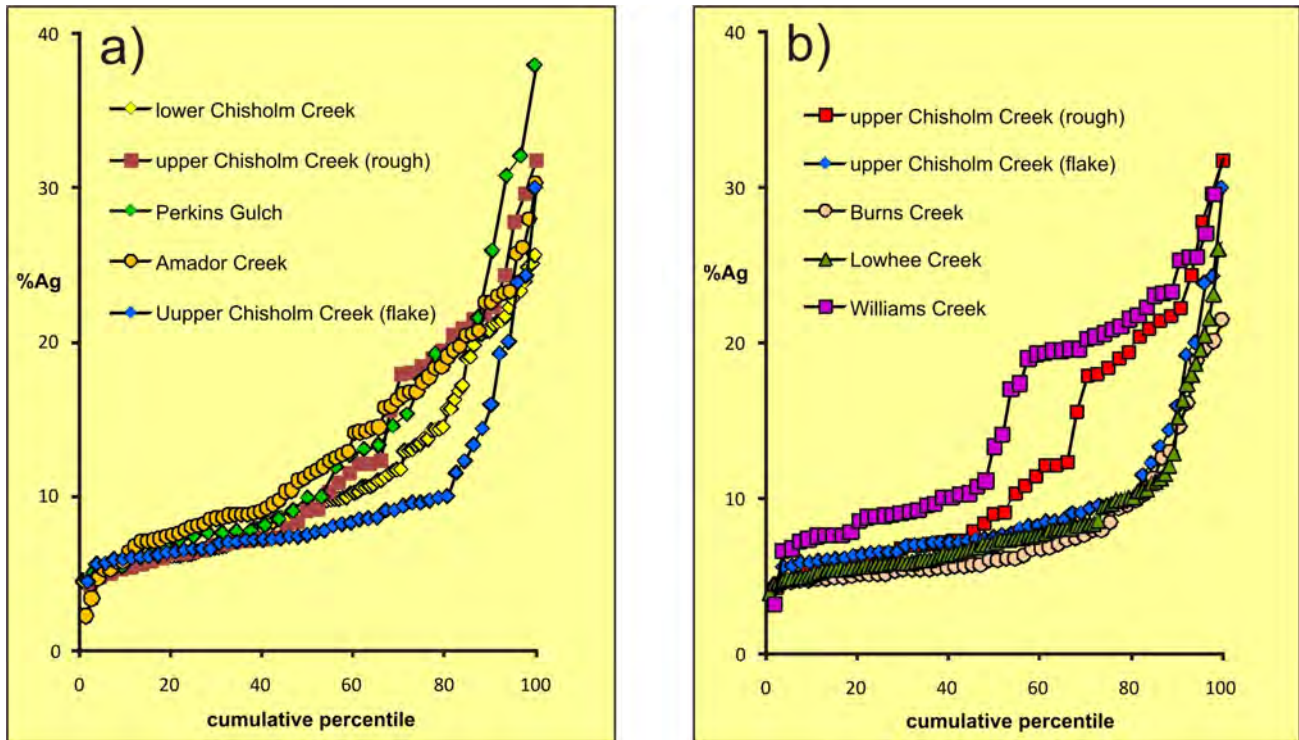 a)
40
30
20
10
0
%Ag
lower Chisholm Creek
upper Chisholm Creek (rough)
Perkins Gulch
Amador Creek
Uupper Chisholm Creek (flake)
0 20 40 60 80 100
cumulative percentile
b)
40
30
20
10
0
%Ag
upper Chisholm Creek (rough)
upper Chisholm Creek (flake)
Burns Creek
Lowhee Creek
Williams Creek
0 20 40 60 80 100
cumulative percentile